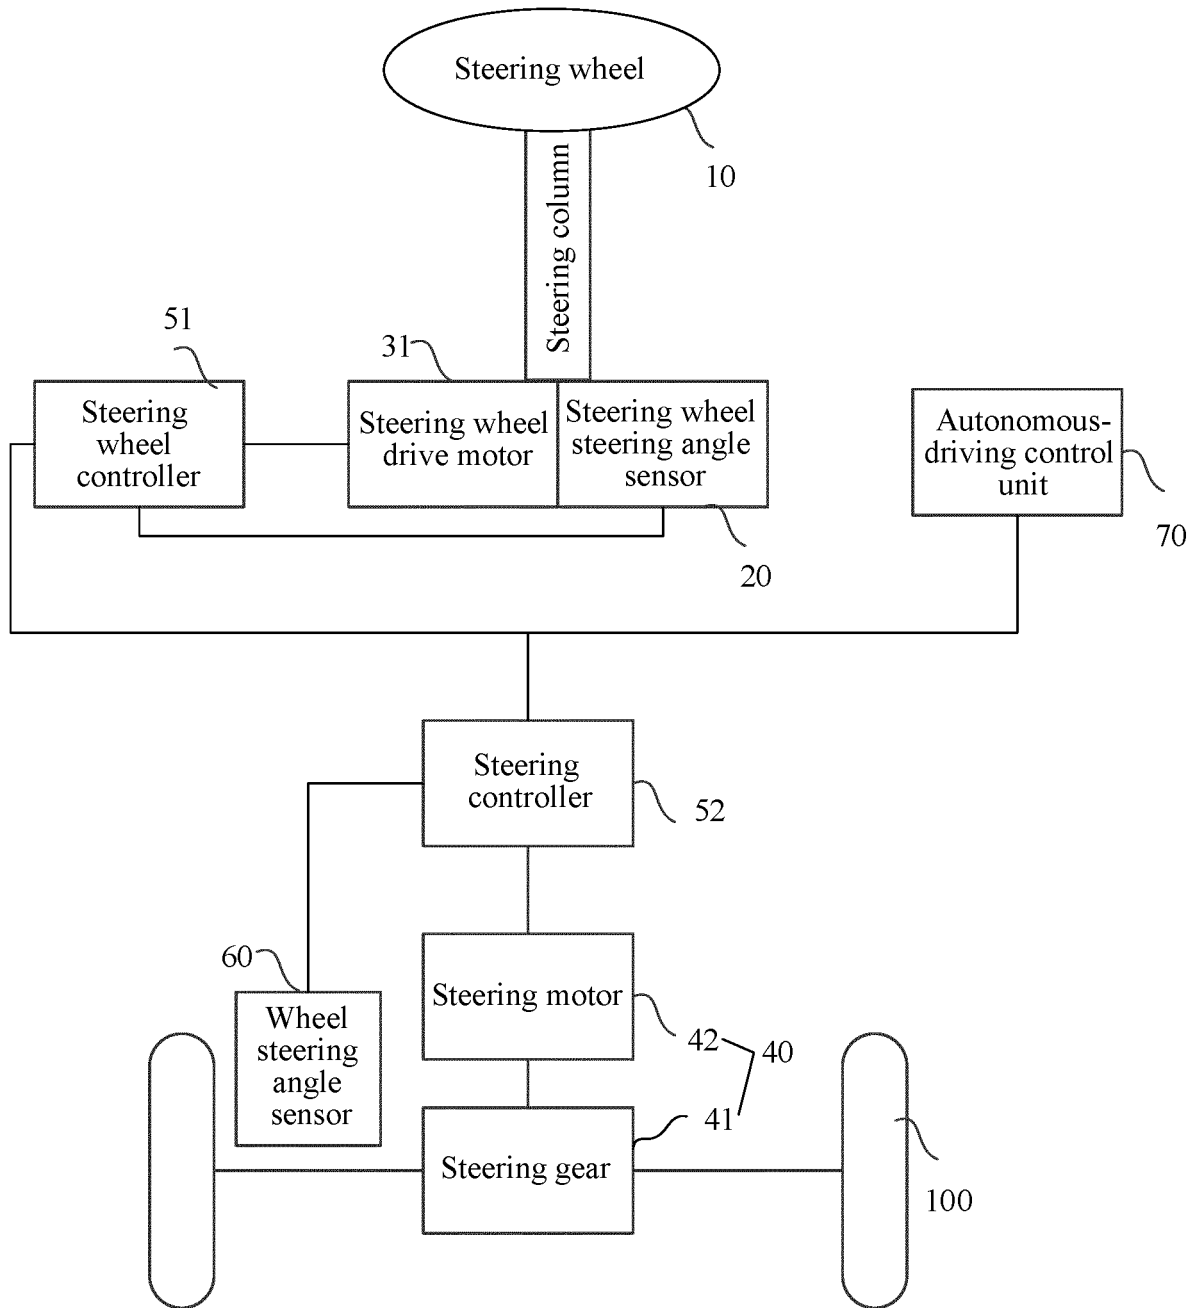 Steering wheel
10
Steering column
51
31
Steering
wheel
controller
Steering wheel
drive motor
Steering wheel
steering angle
sensor
Autonomous-
driving control
unit
20
70
Steering
controller
52
60
Wheel
steering
angle
sensor
Steering motor
42
40
41
Steering gear
100